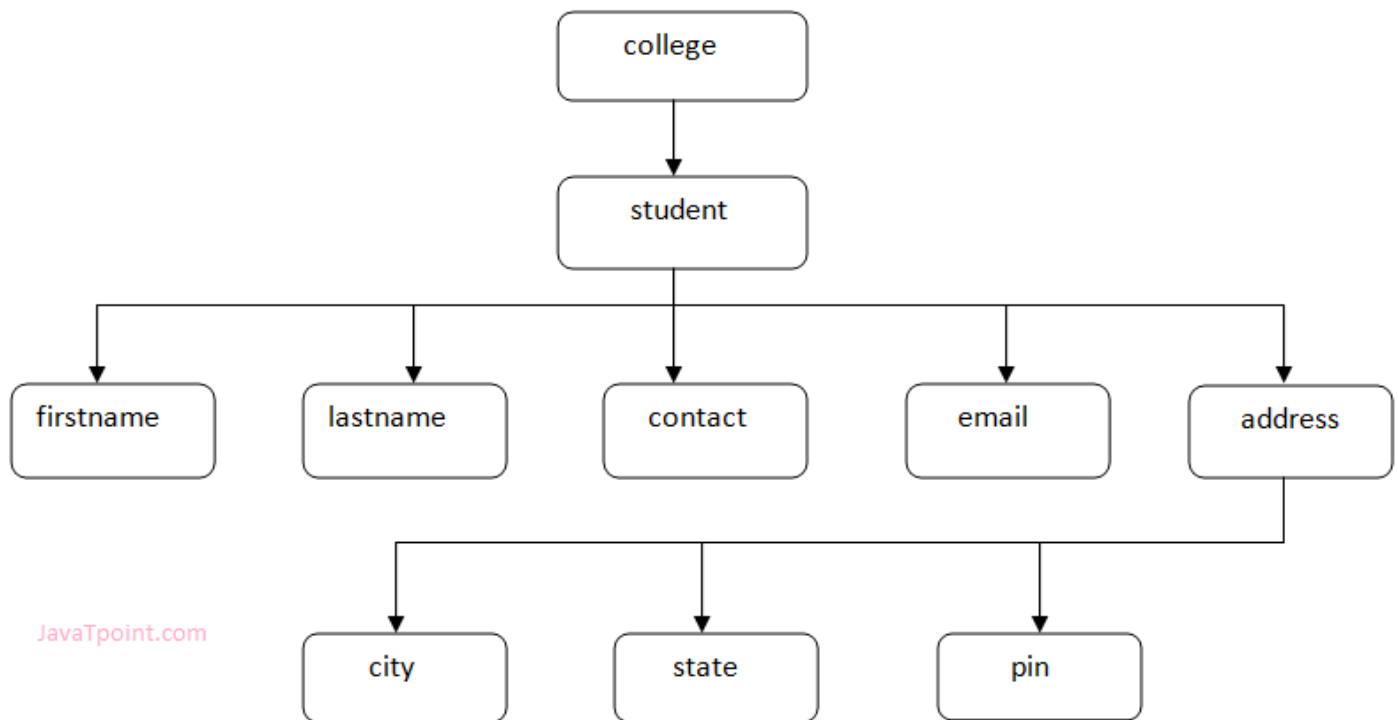 college
student
firstname
lastname
contact
email
address
JavaTpoint.com
city
state
pin